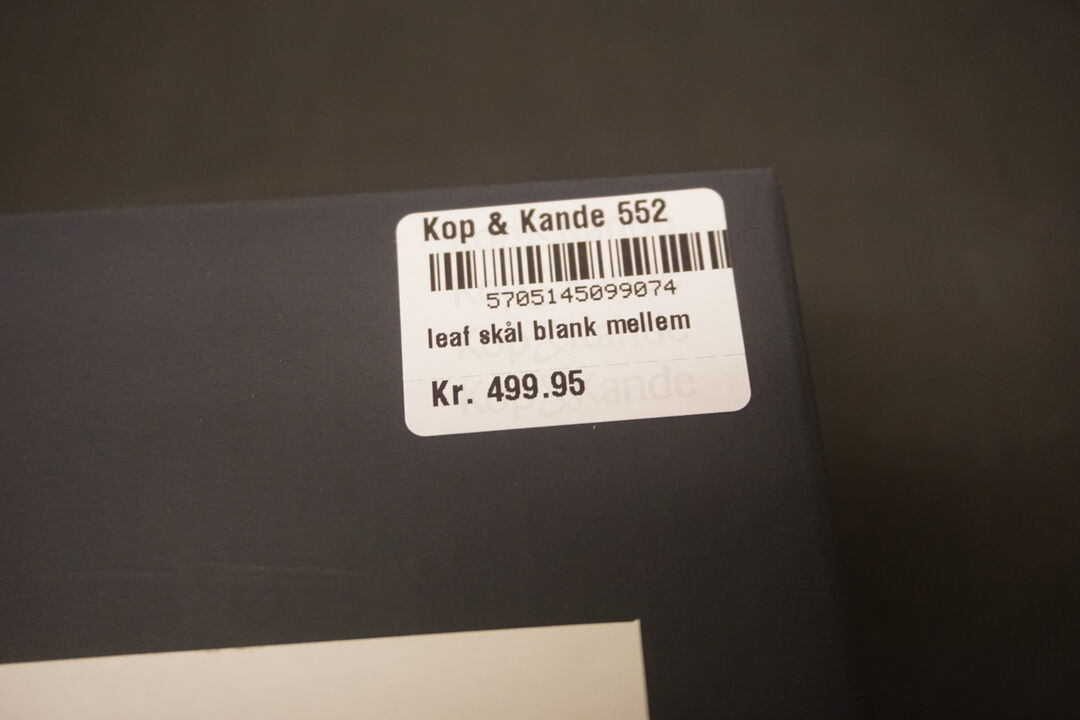 Kop & Kande 552
5705145099074
leaf skål blank mellem
Kr. 499.95